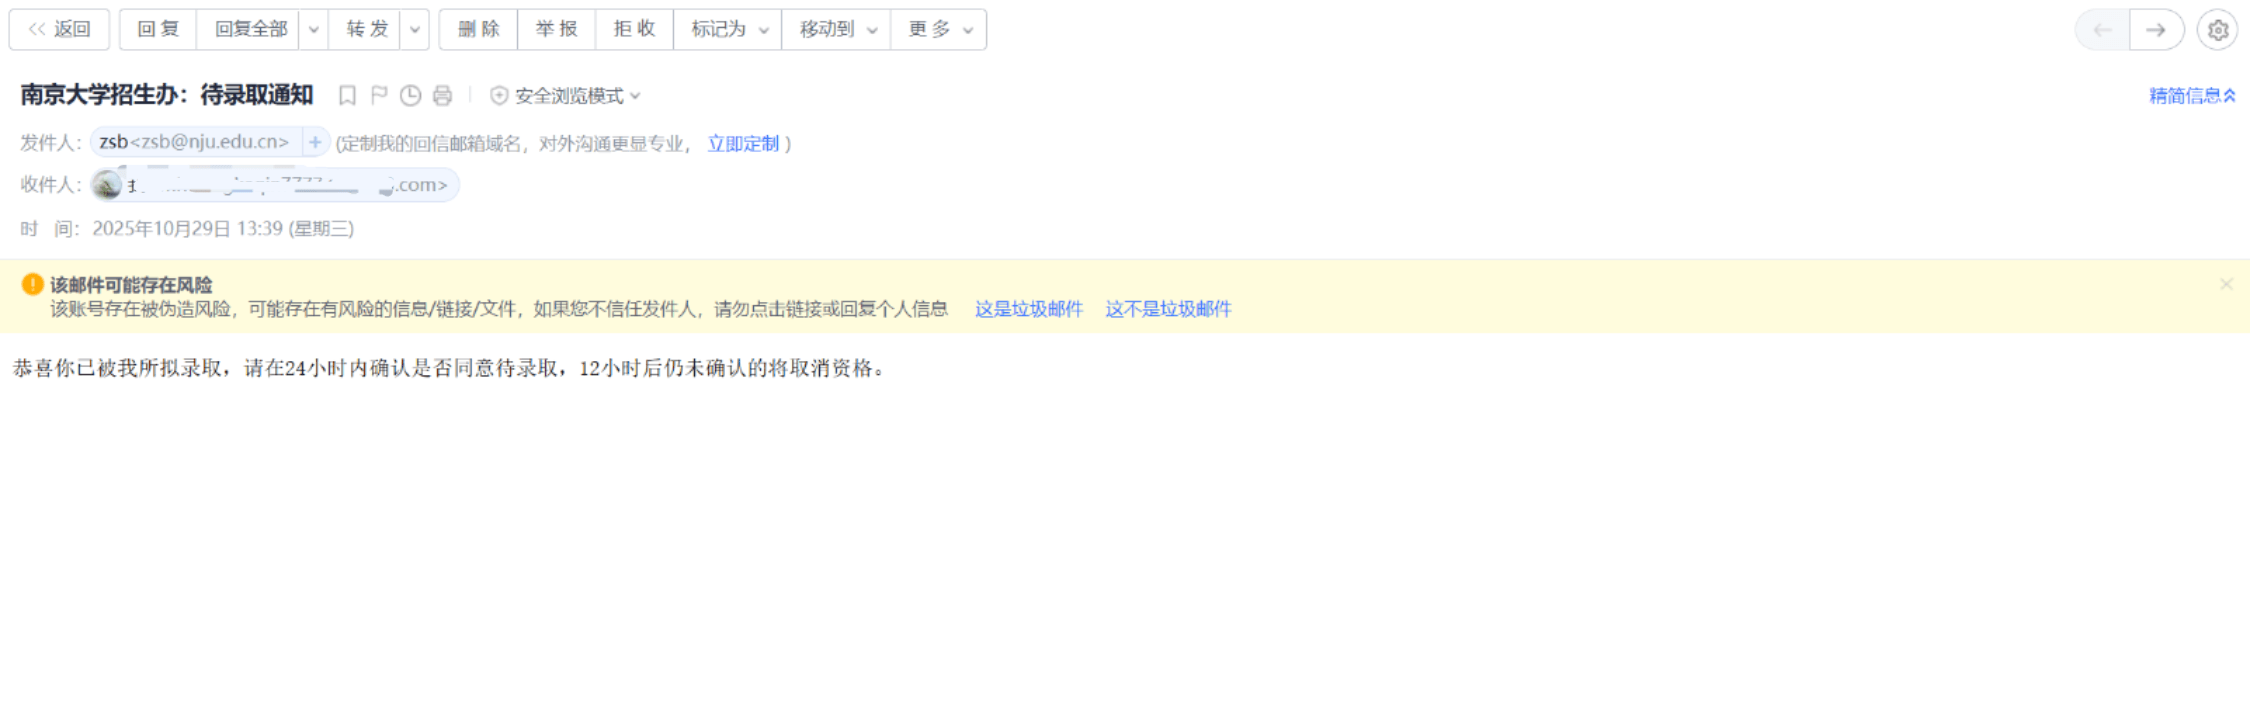 << 返回 回 复 回复全部 转 发 删 除 举 报 拒 收 标记为 移动到 更 多
南京大学招生办：待录取通知 安全浏览模式 精简信息
发件人： zsb<zsb@nju.edu.cn> + (定制我的回信邮箱域名，对外沟通更显专业， 立即定制 )
收件人： .com>
时 间： 2025年10月29日 13:39 (星期三)
该邮件可能存在风险
该账号存在被伪造风险，可能存在有风险的信息/链接/文件，如果您不信任发件人，请勿点击链接或回复个人信息 这是垃圾邮件 这不是垃圾邮件
恭喜你已被我所拟录取，请在24小时内确认是否同意待录取，12小时后仍未确认的将取消资格。